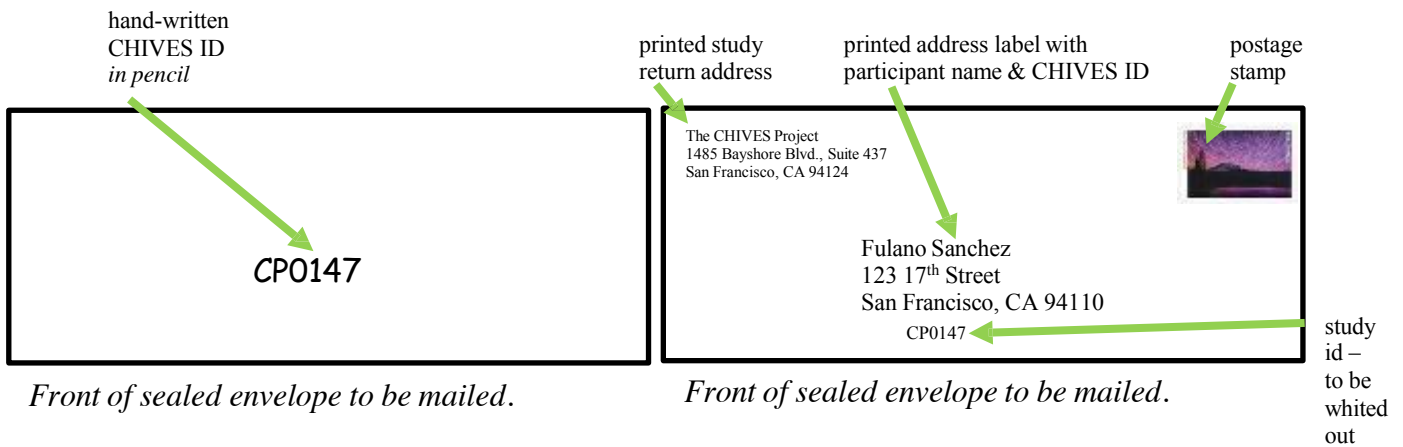 hand-written
CHIVES ID
in pencil
CP0147
Front of sealed envelope to be mailed.
printed study
return address
printed address label with
participant name & CHIVES ID
postage
stamp
The CHIVES Project
1485 Bayshore Blvd., Suite 437
San Francisco, CA 94124
Fulano Sanchez
123 17th Street
San Francisco, CA 94110
CP0147
study
id –
to be
whited
out
Front of sealed envelope to be mailed.